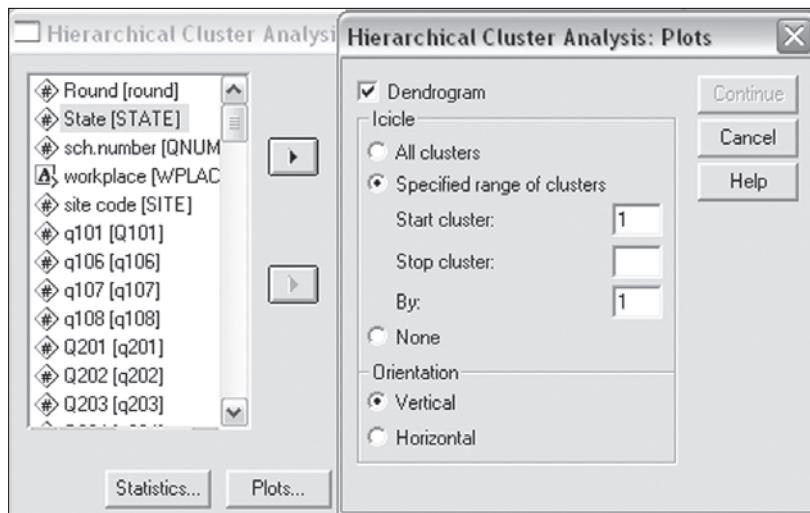 Hierarchical Cluster Analysi
Round [round]
State [STATE]
sch.number [QNUM
workplace [WPLAC
site code [SITE]
q101 [Q101]
q106 [q106]
q107 [q107]
q108 [q108]
Q201 [q201]
Q202 [q202]
Q203 [q203]
Statistics...
Plots...
Hierarchical Cluster Analysis: Plots
Dendrogram
Icicle
All clusters
Specified range of clusters
Start cluster: 1
Stop cluster:
By: 1
None
Orientation
Vertical
Horizontal
Continue
Cancel
Help